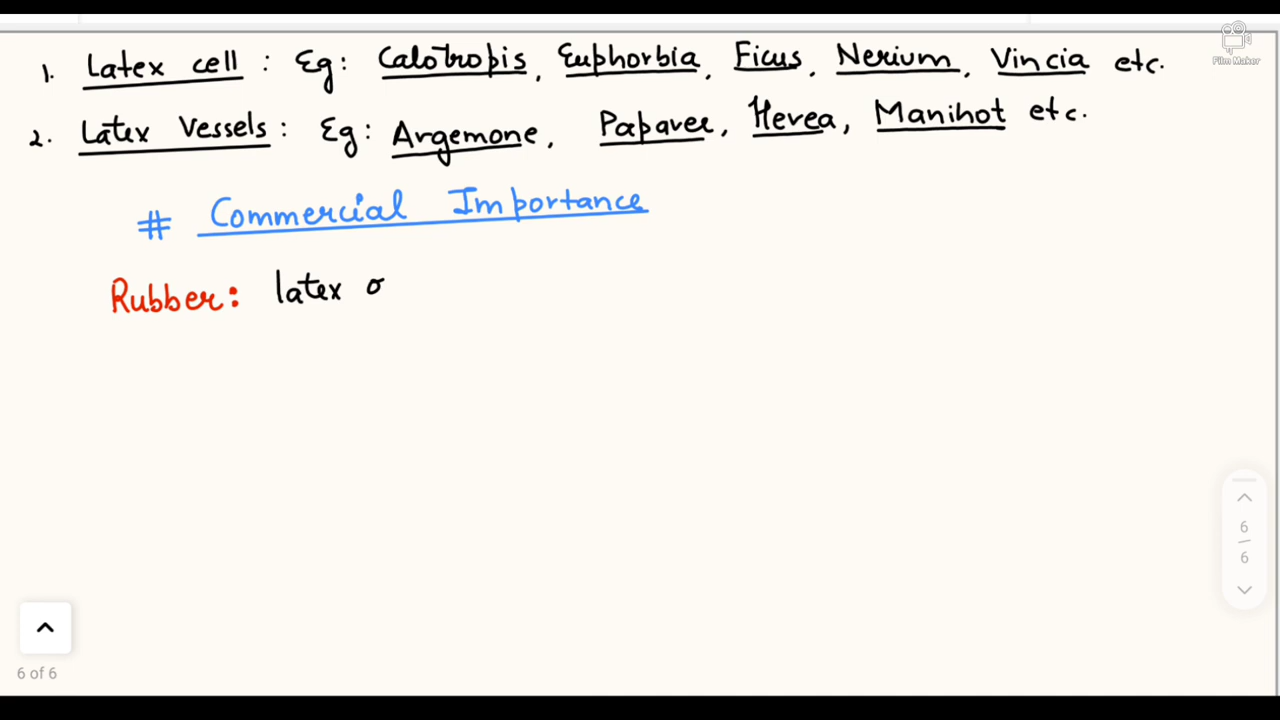 1. Latex cell : Eg: Calotropis, Euphorbia, Ficus, Nerium, Vincia etc.
2. Latex Vessels : Eg: Argemone, Papaver, Hevea, Manihot etc.
# Commercial Importance
Rubber: latex o
6
6
6 of 6
Film Maker